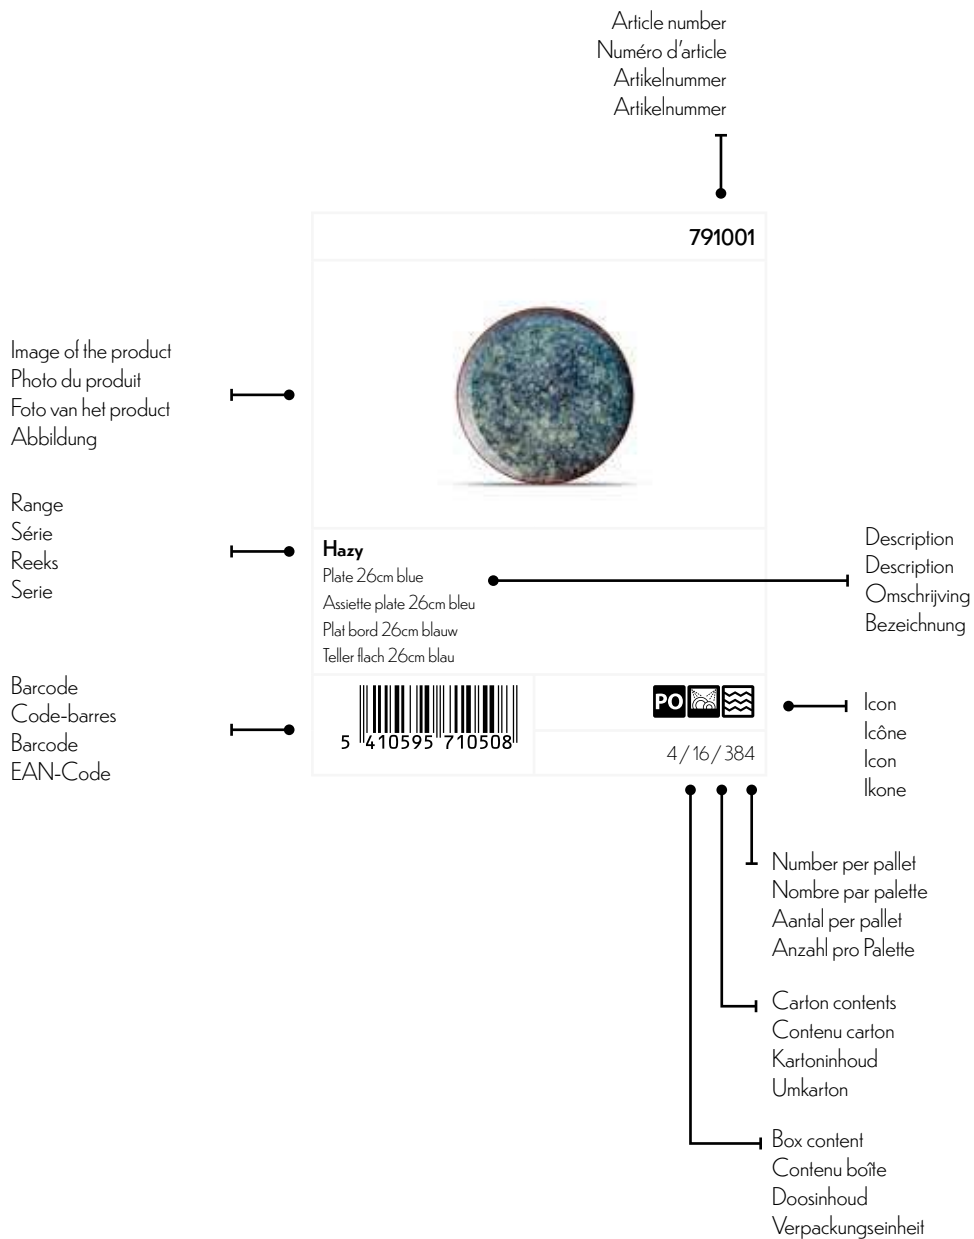 Article number
Numéro d'article
Artikelnummer
Artikelnummer
791001
Image of the product
Photo du produit
Foto van het product
Abbildung
Range
Série
Reeks
Serie
Hazy
Plate 26cm blue
Assiette plate 26cm bleu
Plat bord 26cm blauw
Teller flach 26cm blau
Description
Description
Omschrijving
Bezeichnung
Barcode
Code-barres
Barcode
EAN-Code
5 410595 710508
PO
4 / 16 / 384
Icon
Icône
Icon
Ikone
Number per pallet
Nombre par palette
Aantal per pallet
Anzahl pro Palette
Carton contents
Contenu carton
Kartoninhoud
Umkarton
Box content
Contenu boîte
Doosinhoud
Verpackungseinheit